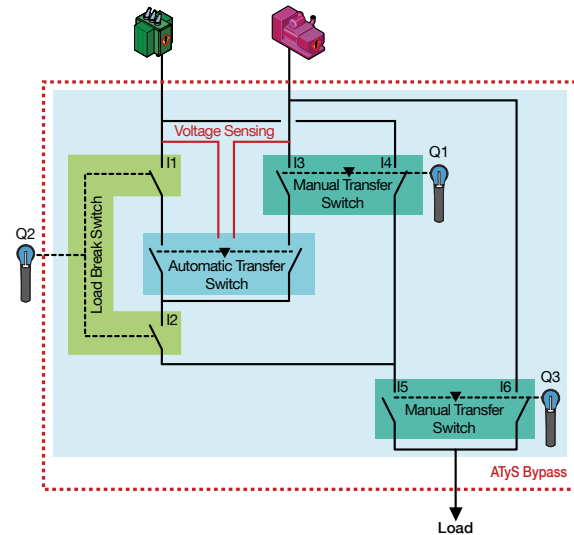 Voltage Sensing
Q1
I1
I3
I4
Manual Transfer
Switch
Q2
Load Break Switch
Automatic Transfer
Switch
I2
I5
I6
Q3
Manual Transfer
Switch
ATyS Bypass
Load